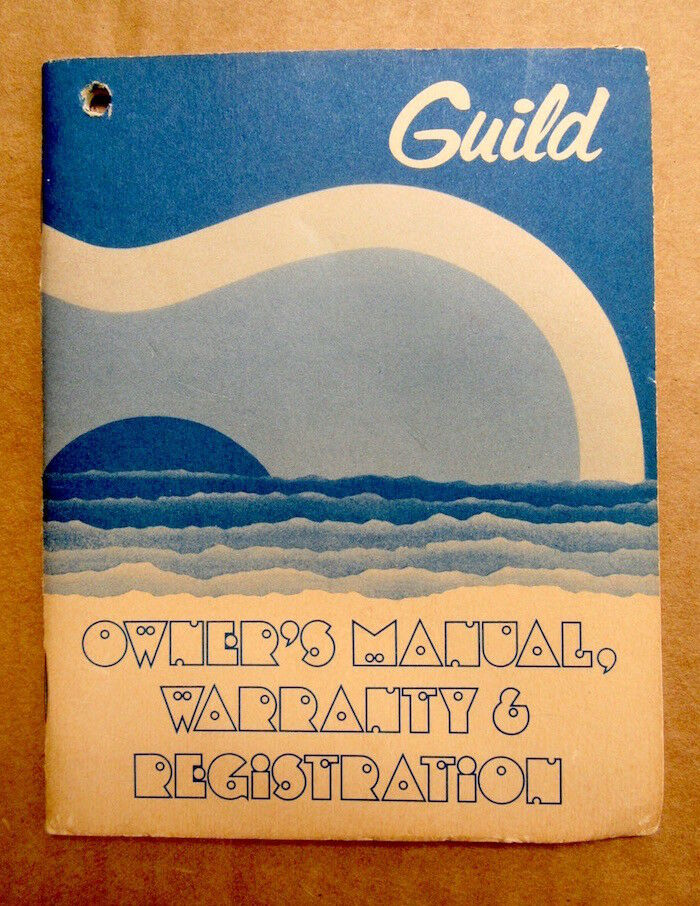 Guild
OWNER'S MANUAL,
WARRANTY &
REGiSTRATiON